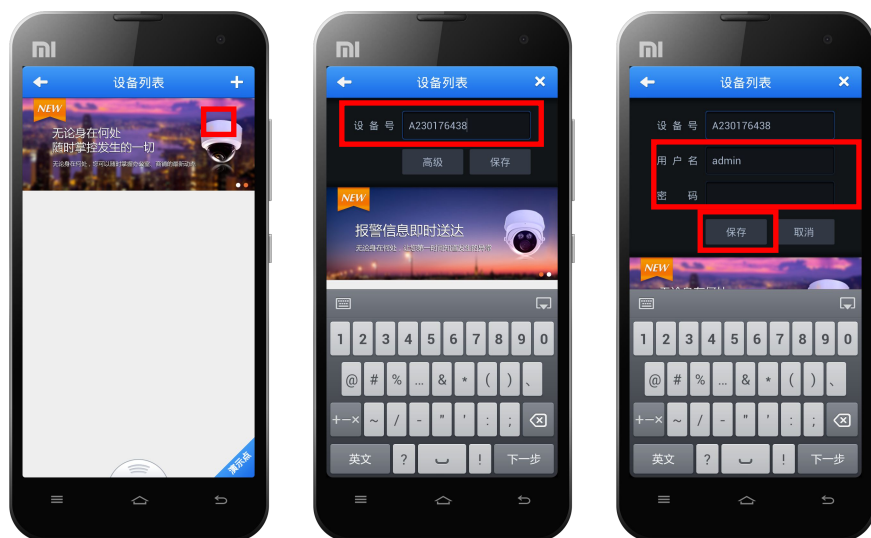 设备列表
NEW
无论身在何处
随时掌控发生的一切
演示点
设备列表
设 备 号 A230176438
高级 保存
NEW
报警信息即时送达
1 2 3 4 5 6 7 8 9 0
@ # % ... & * ( ) 、
+-× ~ / - " ' : ;
英文 ? ! 下一步
设备列表
设 备 号 A230176438
用 户 名 admin
密 码
保存 取消
NEW
1 2 3 4 5 6 7 8 9 0
@ # % ... & * ( ) 、
+-× ~ / - " ' : ;
英文 ? ! 下一步